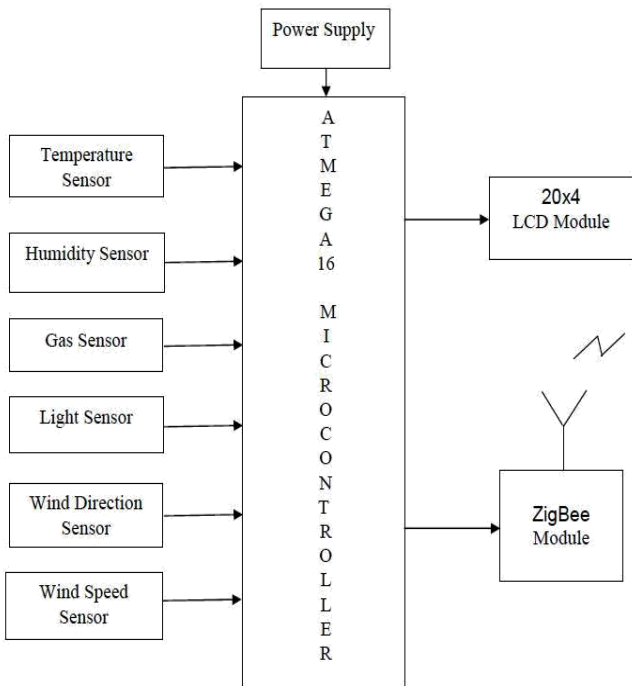 Power Supply
Temperature
Sensor
Humidity Sensor
Gas Sensor
Light Sensor
Wind Direction
Sensor
Wind Speed
Sensor
A
T
M
E
G
A
16
M
I
C
R
O
C
O
N
T
R
O
L
L
E
R
20x4
LCD Module
ZigBee
Module